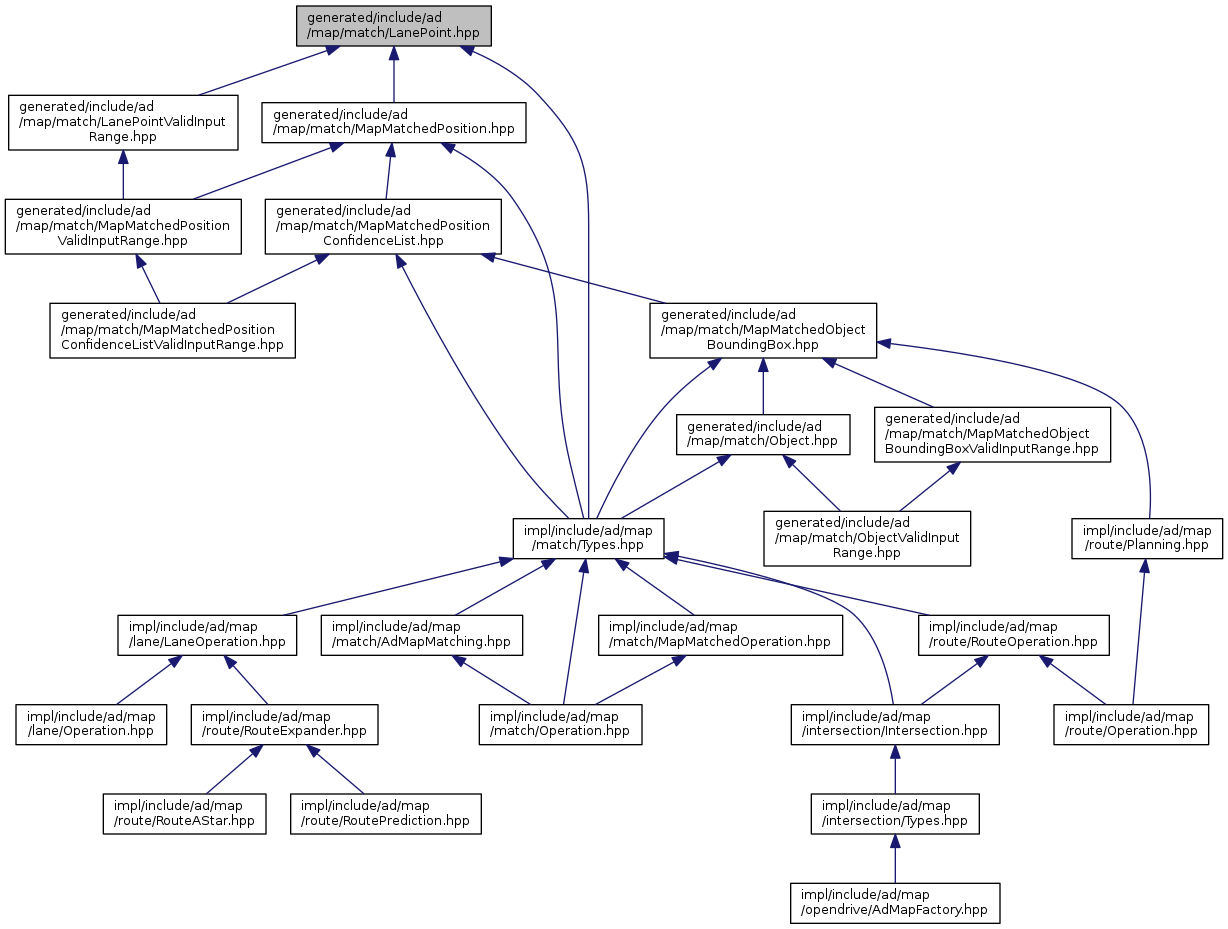 generated/include/ad
/map/match/LanePoint.hpp
generated/include/ad
/map/match/LanePointValidInput
Range.hpp
generated/include/ad
/map/match/MapMatchedPosition.hpp
generated/include/ad
/map/match/MapMatchedPosition
ValidInputRange.hpp
generated/include/ad
/map/match/MapMatchedPosition
ConfidenceList.hpp
generated/include/ad
/map/match/MapMatchedPosition
ConfidenceListValidInputRange.hpp
generated/include/ad
/map/match/MapMatchedObject
BoundingBox.hpp
generated/include/ad
/map/match/Object.hpp
generated/include/ad
/map/match/MapMatchedObject
BoundingBoxValidInputRange.hpp
impl/include/ad/map
/match/Types.hpp
generated/include/ad
/map/match/ObjectValidInput
Range.hpp
impl/include/ad/map
/route/Planning.hpp
impl/include/ad/map
/lane/LaneOperation.hpp
impl/include/ad/map
/match/AdMapMatching.hpp
impl/include/ad/map
/match/MapMatchedOperation.hpp
impl/include/ad/map
/route/RouteOperation.hpp
impl/include/ad/map
/lane/Operation.hpp
impl/include/ad/map
/route/RouteExpander.hpp
impl/include/ad/map
/match/Operation.hpp
impl/include/ad/map
/intersection/Intersection.hpp
impl/include/ad/map
/route/Operation.hpp
impl/include/ad/map
/route/RouteAStar.hpp
impl/include/ad/map
/route/RoutePrediction.hpp
impl/include/ad/map
/intersection/Types.hpp
impl/include/ad/map
/opendrive/AdMapFactory.hpp